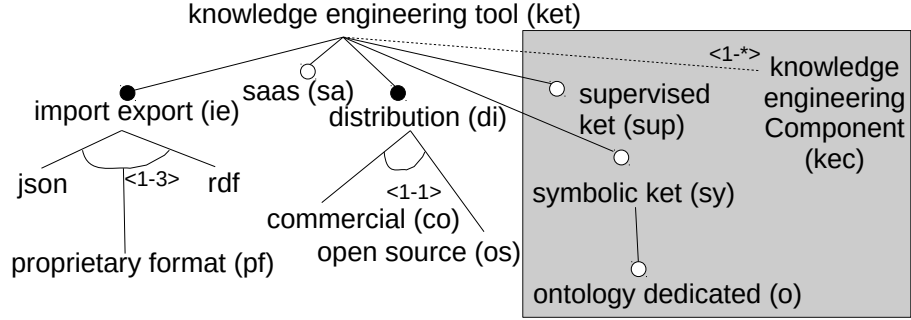 knowledge engineering tool (ket)
<1-*>
saas (sa)
knowledge
engineering
Component
(kec)
import export (ie)
distribution (di)
supervised
ket (sup)
json
<1-3>
rdf
<1-1>
symbolic ket (sy)
commercial (co)
open source (os)
proprietary format (pf)
ontology dedicated (o)